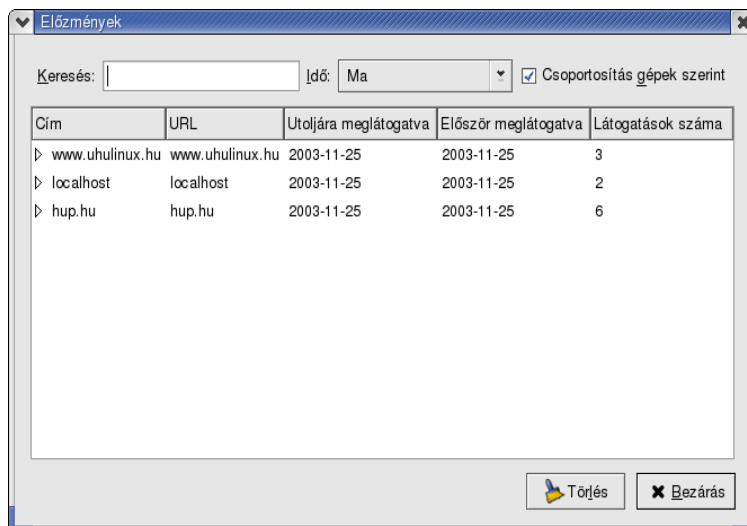 Előzmények
Keresés: Idő: Ma Csoportosítás gépek szerint
Cím URL Utoljára meglátogatva Először meglátogatva Látogatások száma
www.uhulinux.hu www.uhulinux.hu 2003-11-25 2003-11-25 3
localhost localhost 2003-11-25 2003-11-25 2
hup.hu hup.hu 2003-11-25 2003-11-25 6
Törlés Bezárás